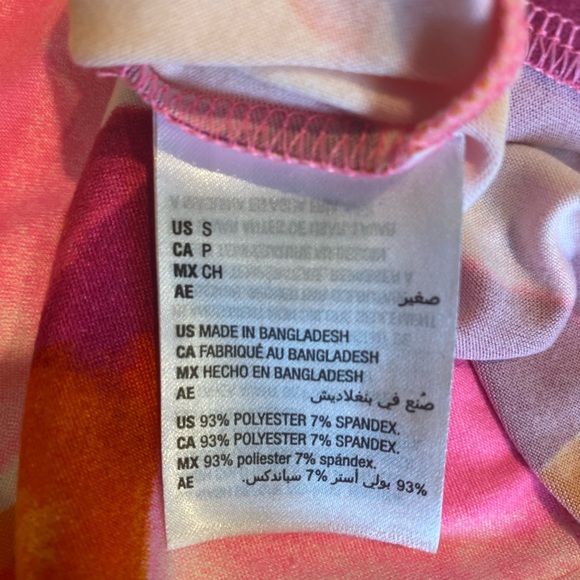 US S
CA P
MX CH
AE صغير
US MADE IN BANGLADESH
CA FABRIQUÉ AU BANGLADESH
MX HECHO EN BANGLADESH
AE صُنع في بنغلاديش
US 93% POLYESTER 7% SPANDEX.
CA 93% POLYESTER 7% SPANDEX.
MX 93% poliester 7% spándex.
AE 93% بولي أستر 7% سباندكس.